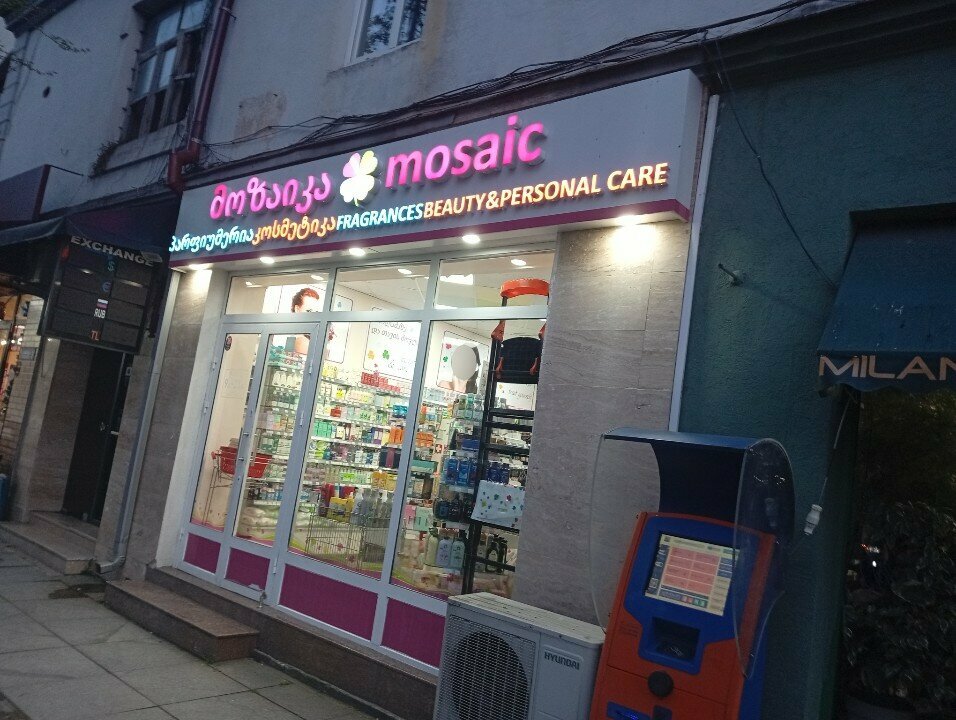 მოზაიკა mosaic
პარფიუმერია კოსმეტიკა FRAGRANCES BEAUTY&PERSONAL CARE
EXCHANGE
$
€
RUB
TL
MILAN
HYUNDAI